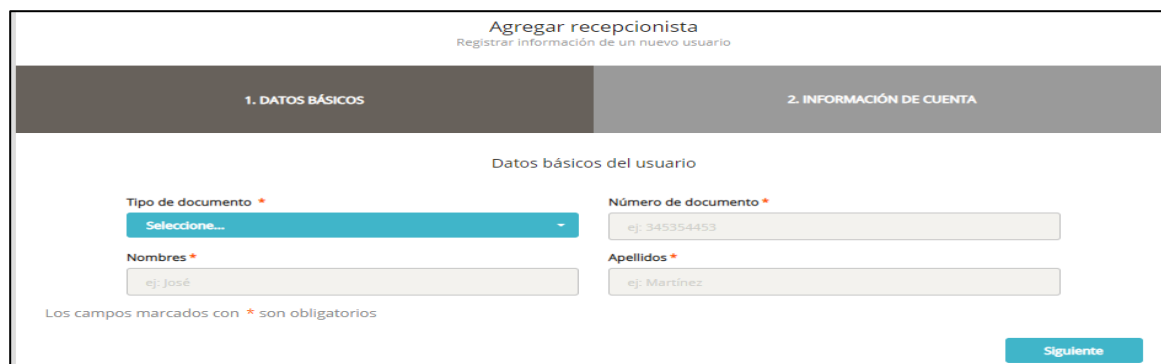 Agregar recepcionista
Registrar información de un nuevo usuario
1. DATOS BÁSICOS
2. INFORMACIÓN DE CUENTA
Datos básicos del usuario
Tipo de documento *
Número de documento *
Seleccione...
ej: 345354453
Nombres *
Apellidos *
ej: José
ej: Martínez
Los campos marcados con * son obligatorios
Siguiente